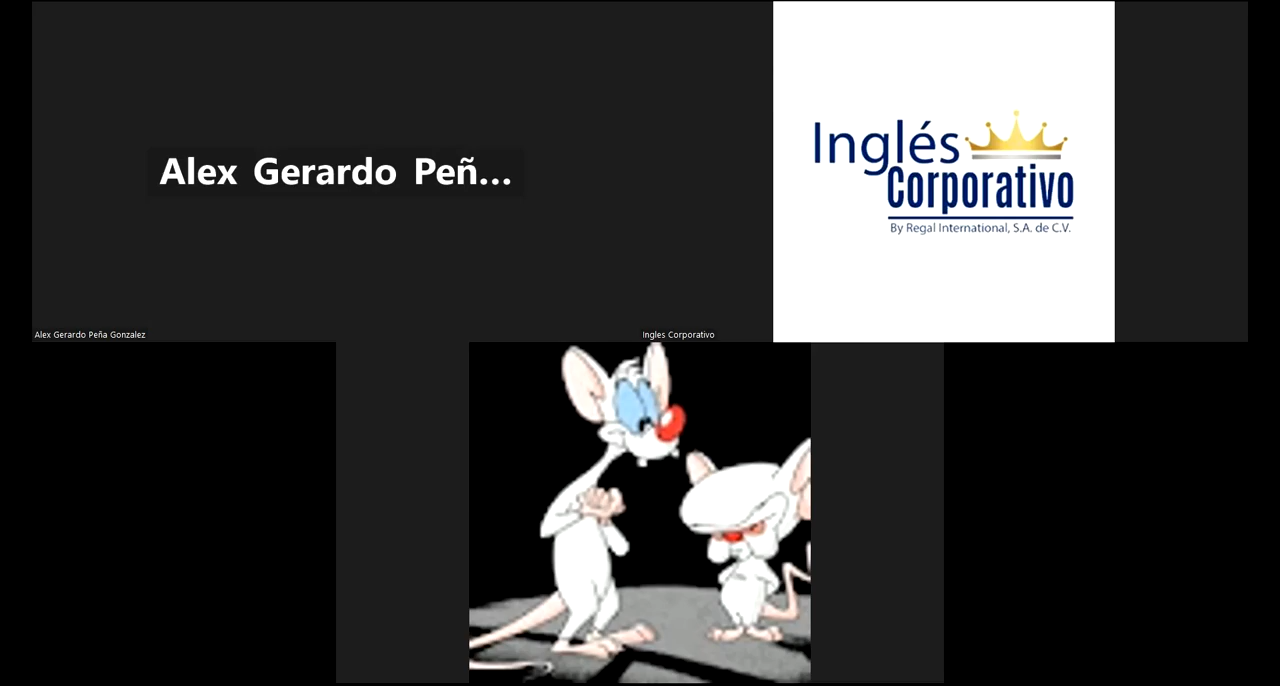 Alex Gerardo Peñ...
Alex Gerardo Peña Gonzalez
Inglés
Corporativo
By Regal International, S.A. de C.V.
Ingles Corporativo